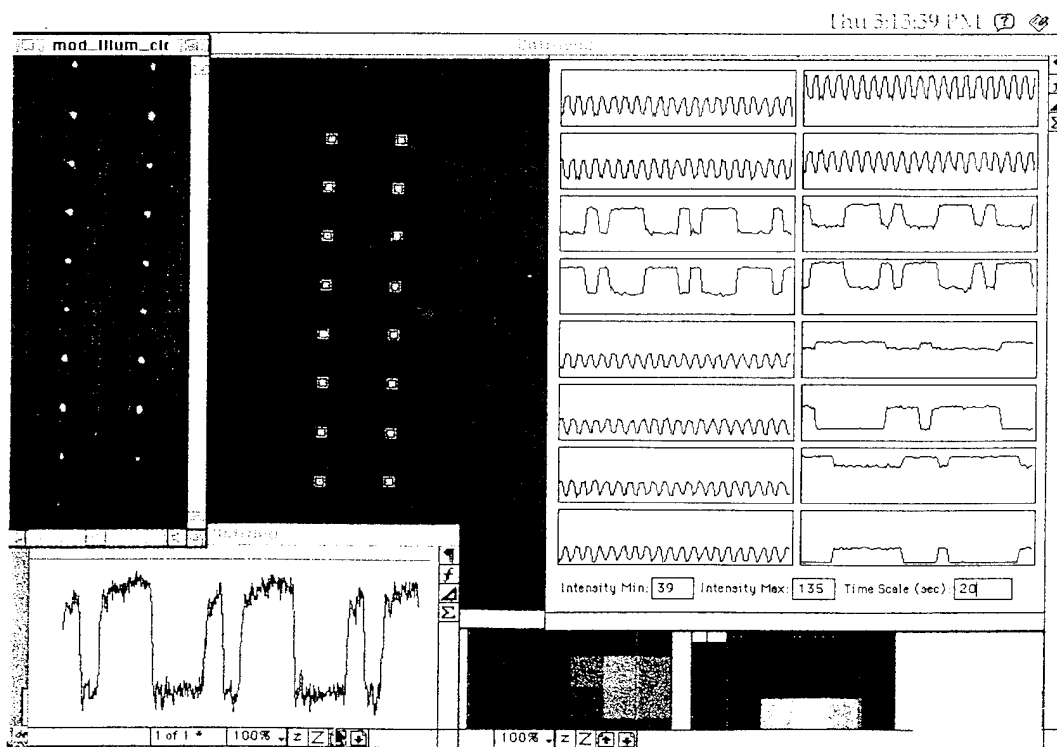 Thu 3:13:39 PM
mod_illum_clr
Intensity Min: 39 Intensity Max: 135 Time Scale (sec): 20
1 of 1 * 100% z Z
100% z Z